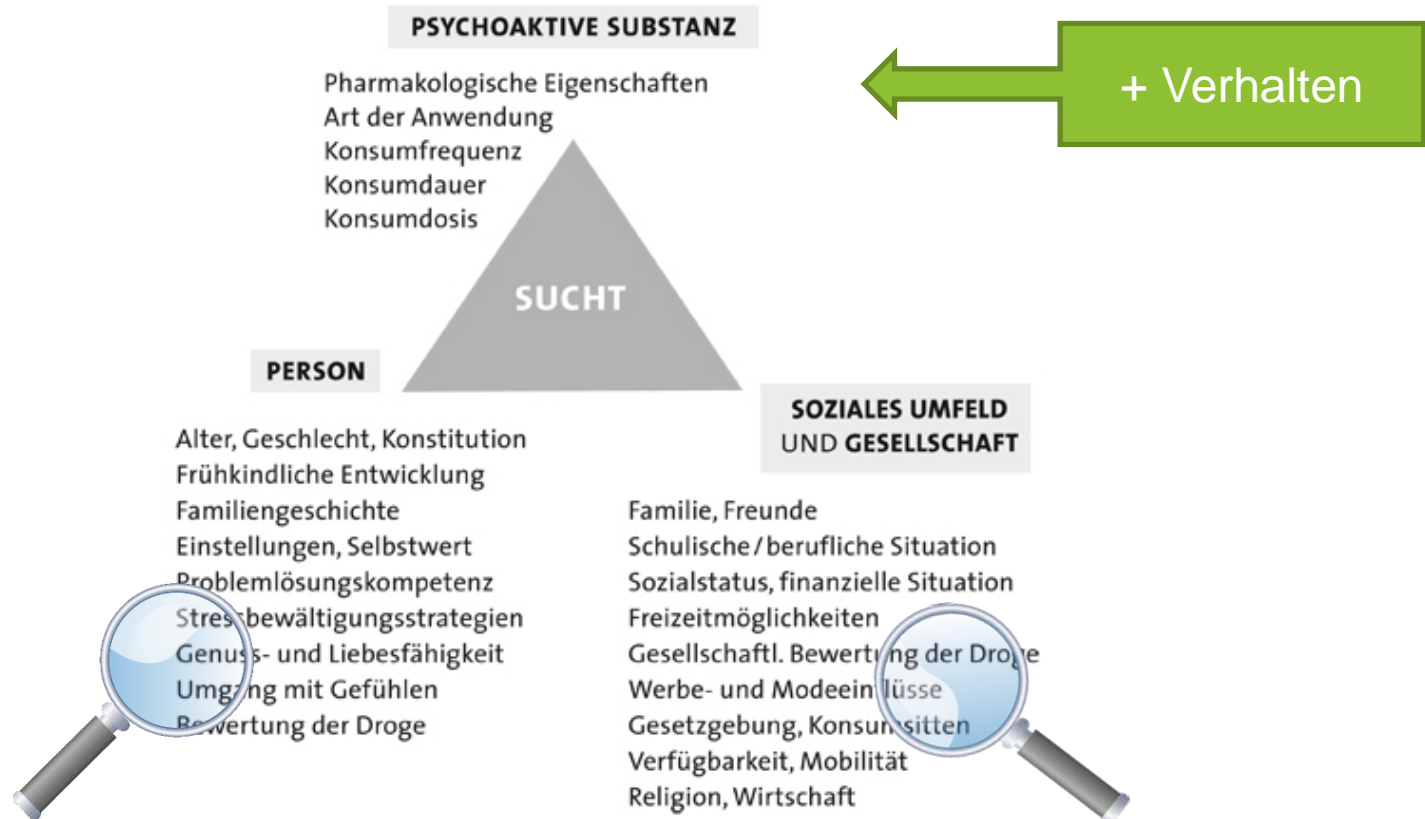 PSYCHOAKTIVE SUBSTANZ
+ Verhalten
Pharmakologische Eigenschaften
Art der Anwendung
Konsumfrequenz
Konsumdauer
Konsumdosis
SUCHT
PERSON
Alter, Geschlecht, Konstitution
Frühkindliche Entwicklung
Familiengeschichte
Einstellungen, Selbstwert
Problemlösungskompetenz
Stressbewältigungsstrategien
Genuss- und Liebesfähigkeit
Umgang mit Gefühlen
Bewertung der Droge
SOZIALES UMFELD
UND GESELLSCHAFT
Familie, Freunde
Schulische/berufliche Situation
Sozialstatus, finanzielle Situation
Freizeitmöglichkeiten
Gesellschaftl. Bewertung der Droge
Werbe- und Modeeinflüsse
Gesetzgebung, Konsumsitten
Verfügbarkeit, Mobilität
Religion, Wirtschaft